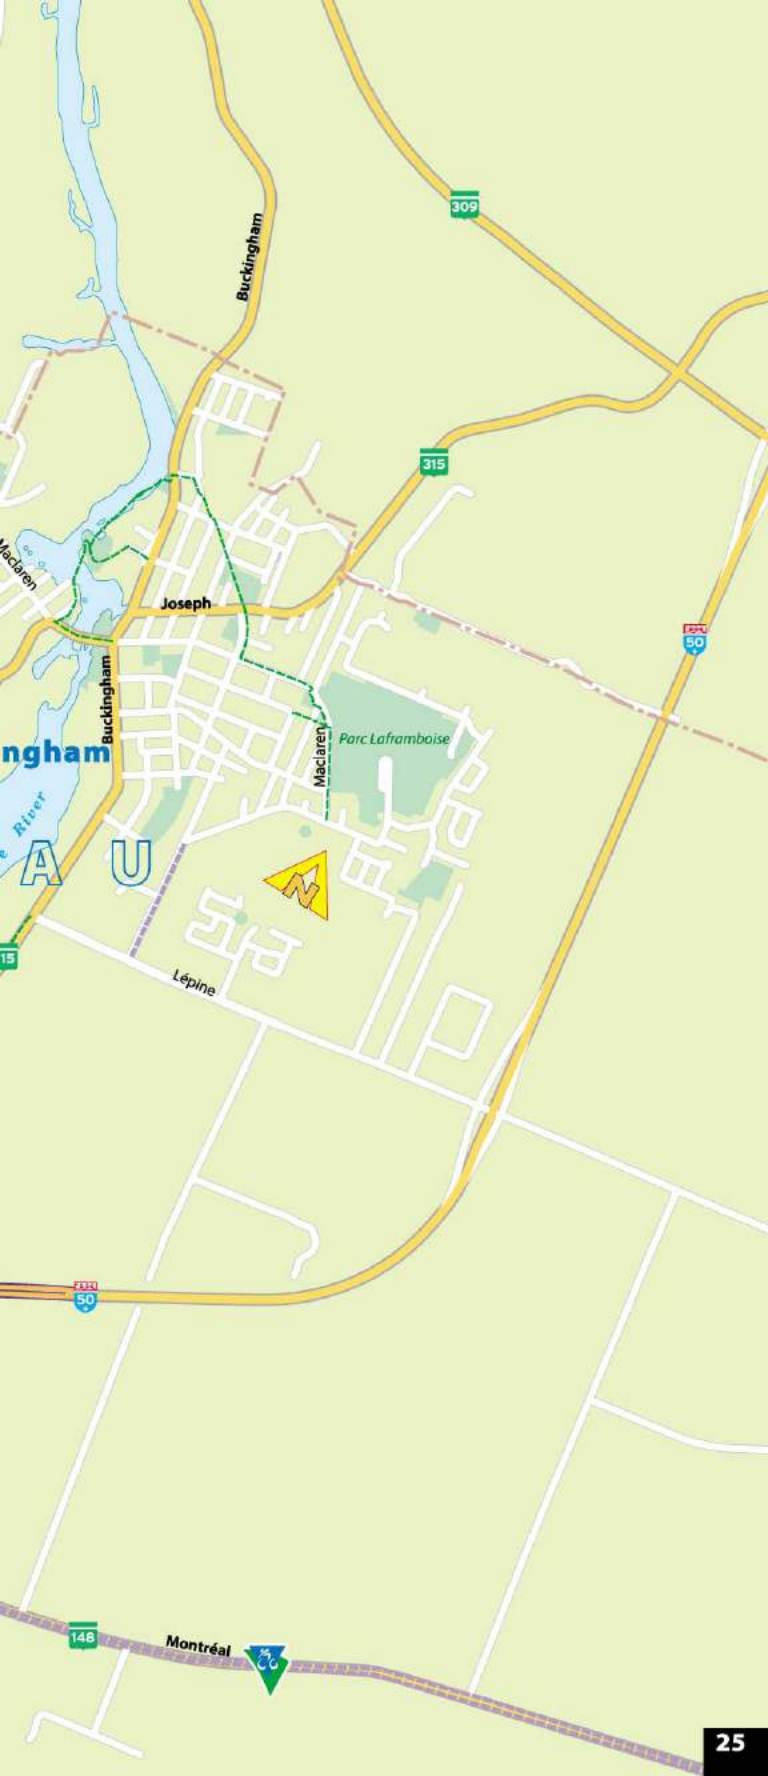 Buckingham
309
315
Maclaren
Joseph
50
Buckingham
ngham
Maclaren
Parc Laframboise
e River
A U
N
15
Lépine
50
148
Montréal
25